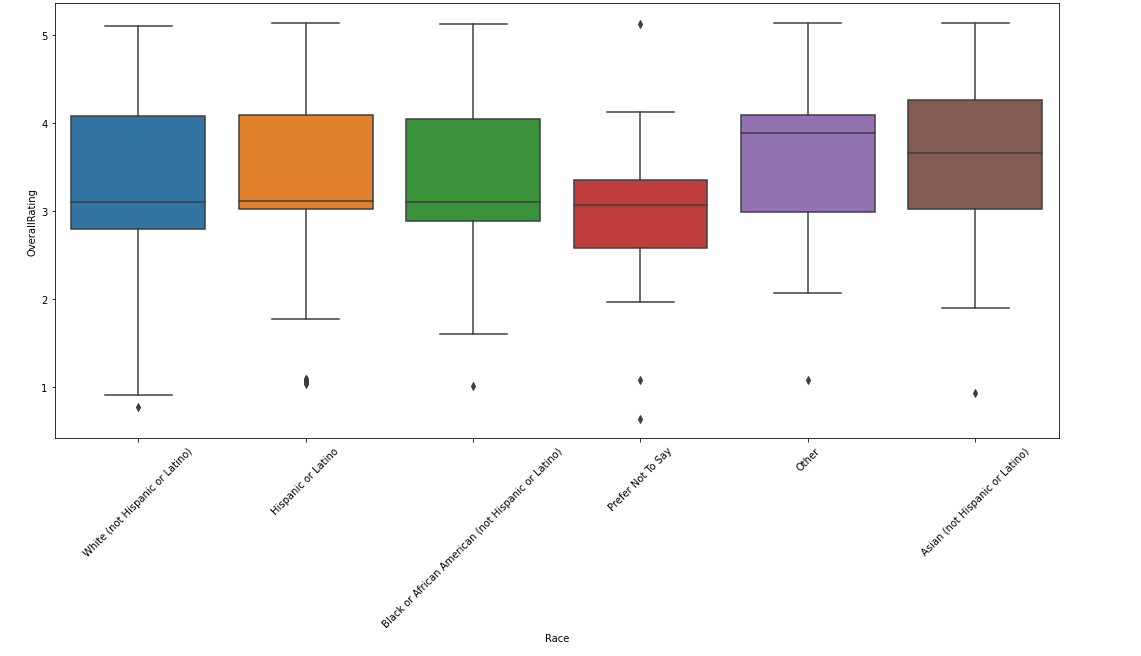 5
4
3
2
1
OverallRating
White (not Hispanic or Latino)
Hispanic or Latino
Black or African American (not Hispanic or Latino)
Prefer Not To Say
Other
Asian (not Hispanic or Latino)
Race